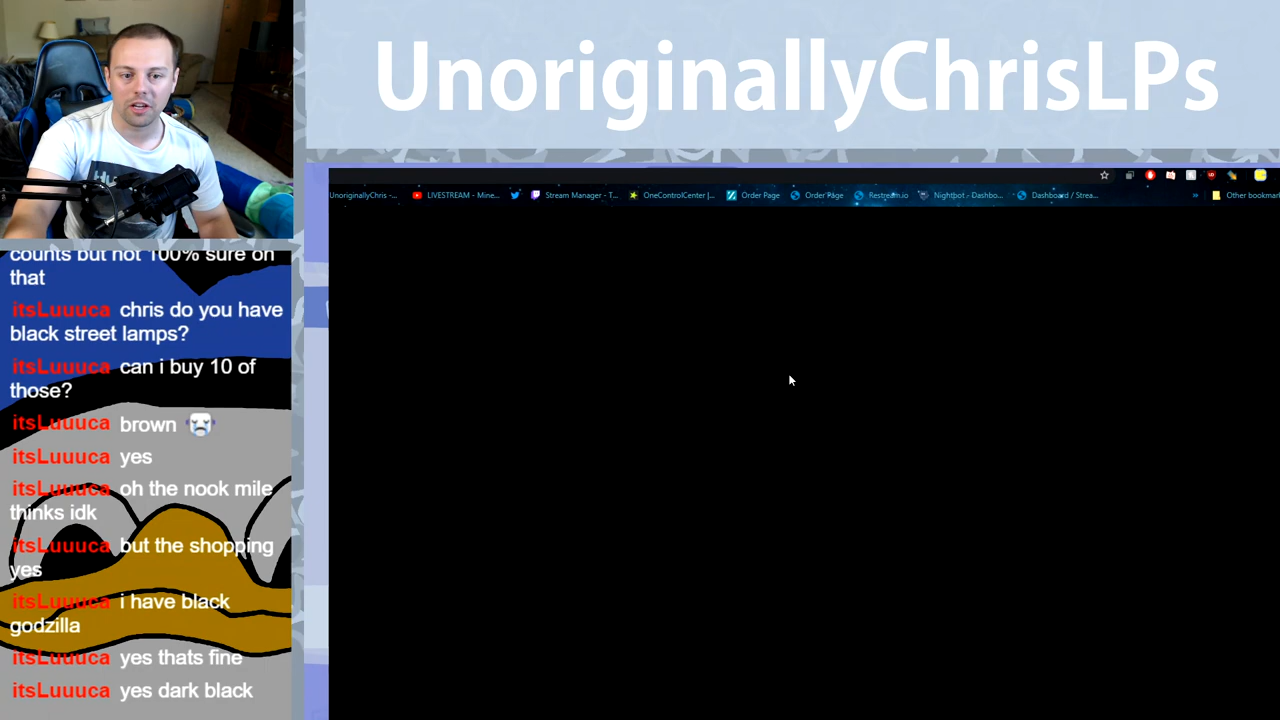 UnoriginallyChrisLPs
UnoriginallyChris -... LIVESTREAM - Mine... Stream Manager - T... OneControlCenter |... Order Page Order Page Restream.io Nightbot - Dashbo... Dashboard / Strea... » Other bookmar
counts but not 100% sure on
that
itsLuuuca chris do you have
black street lamps?
itsLuuuca can i buy 10 of
those?
itsLuuuca brown
itsLuuuca yes
itsLuuuca oh the nook mile
thinks idk
itsLuuuca but the shopping
yes
itsLuuuca i have black
godzilla
itsLuuuca yes thats fine
itsLuuuca yes dark black